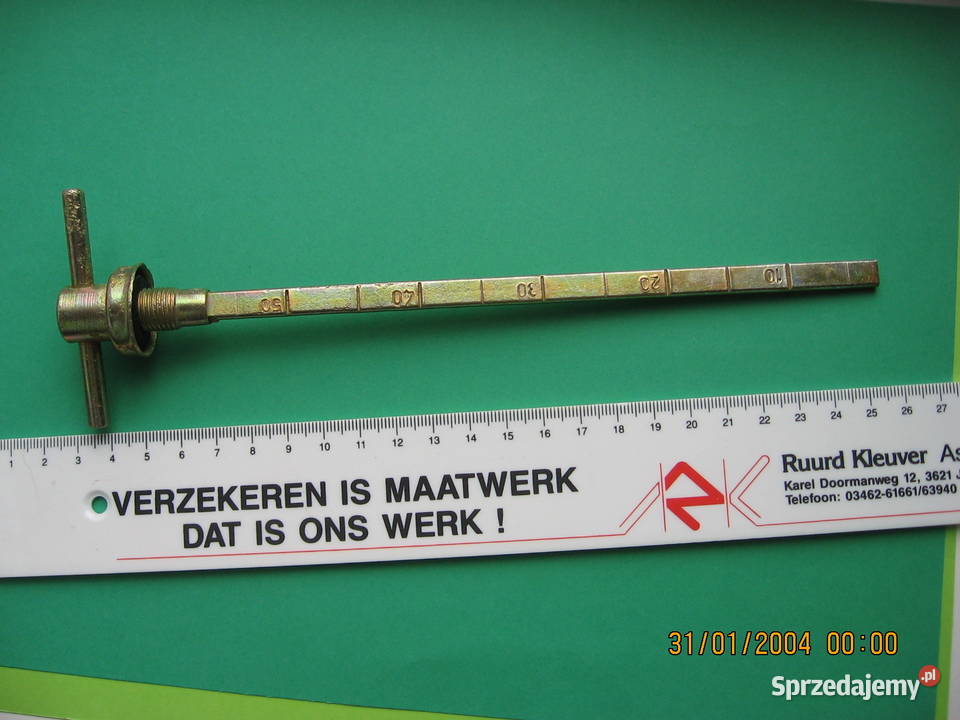 50 40 30 20 10
1 2 3 4 5 6 7 8 9 10 11 12 13 14 15 16 17 18 19 20 21 22 23 24 25 26 27
VERZEKEREN IS MAATWERK
DAT IS ONS WERK !
Ruurd Kleuver As
Karel Doormanweg 12, 3621 J
Telefoon: 03462-61661/63940
31/01/2004 00:00
Sprzedajemy.pl